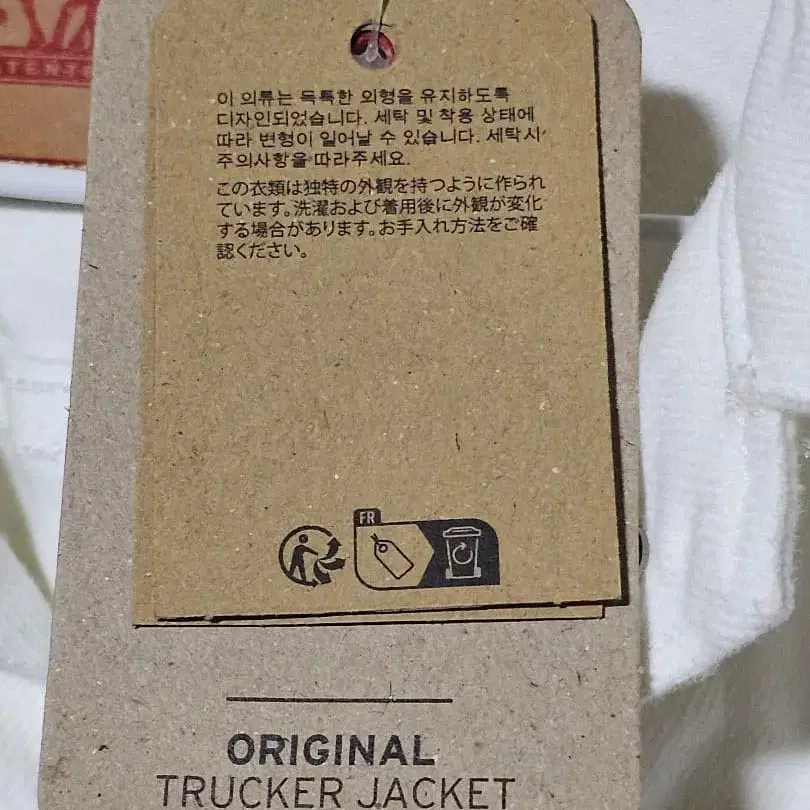 TENTE
이 의류는 독특한 외형을 유지하도록
디자인되었습니다. 세탁 및 착용 상태에
따라 변형이 일어날 수 있습니다. 세탁시
주의사항을 따라주세요.
この衣類は独特の外観を持つように作られ
ています。洗濯および着用後に外観が変化
する場合があります。お手入れ方法をご確
認ください。
FR
ORIGINAL
TRUCKER JACKET